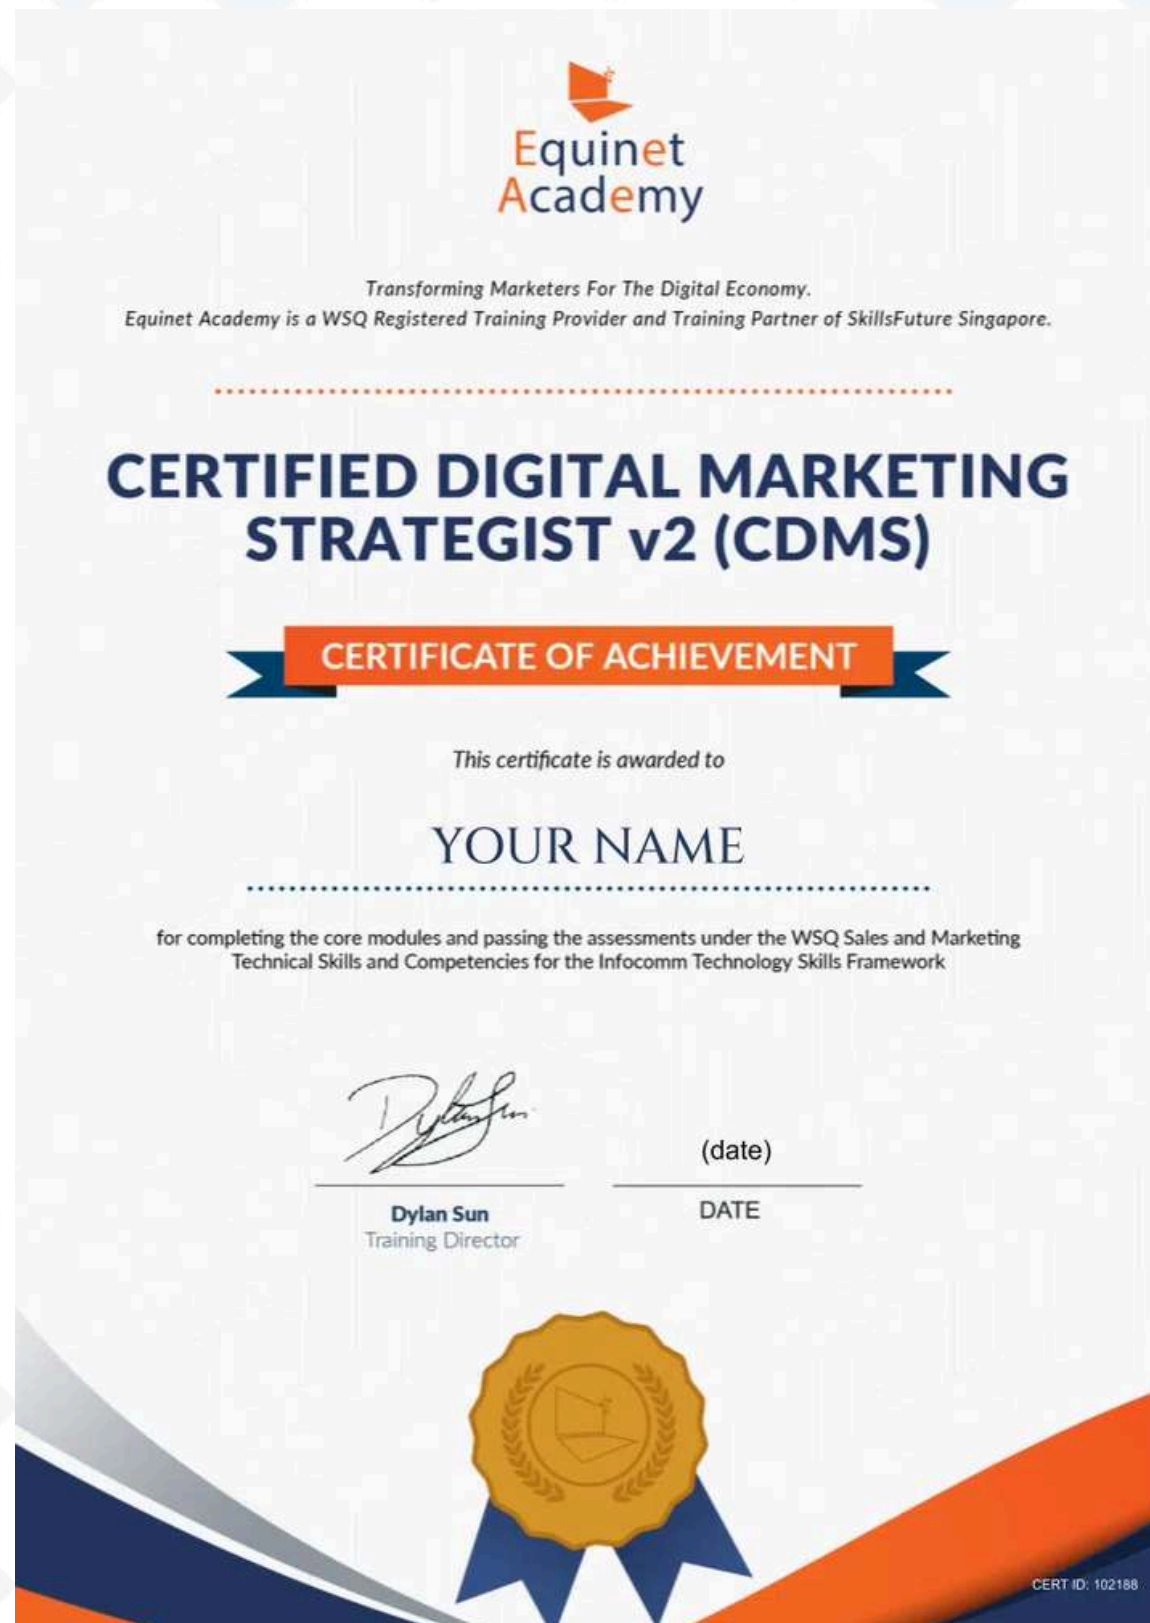 Equinet
Academy
Transforming Marketers For The Digital Economy.
Equinet Academy is a WSQ Registered Training Provider and Training Partner of SkillsFuture Singapore.
CERTIFIED DIGITAL MARKETING
STRATEGIST v2 (CDMS)
CERTIFICATE OF ACHIEVEMENT
This certificate is awarded to
YOUR NAME
for completing the core modules and passing the assessments under the WSQ Sales and Marketing
Technical Skills and Competencies for the Infocomm Technology Skills Framework
Dylan Sun
(date)
Dylan Sun
DATE
Training Director
CERT ID: 102188